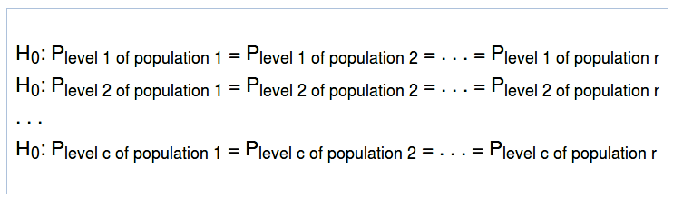 H0: Plevel 1 of population 1 = Plevel 1 of population 2 = . . . = Plevel 1 of population r
H0: Plevel 2 of population 1 = Plevel 2 of population 2 = . . . = Plevel 2 of population r
. . .
H0: Plevel c of population 1 = Plevel c of population 2 = . . . = Plevel c of population r